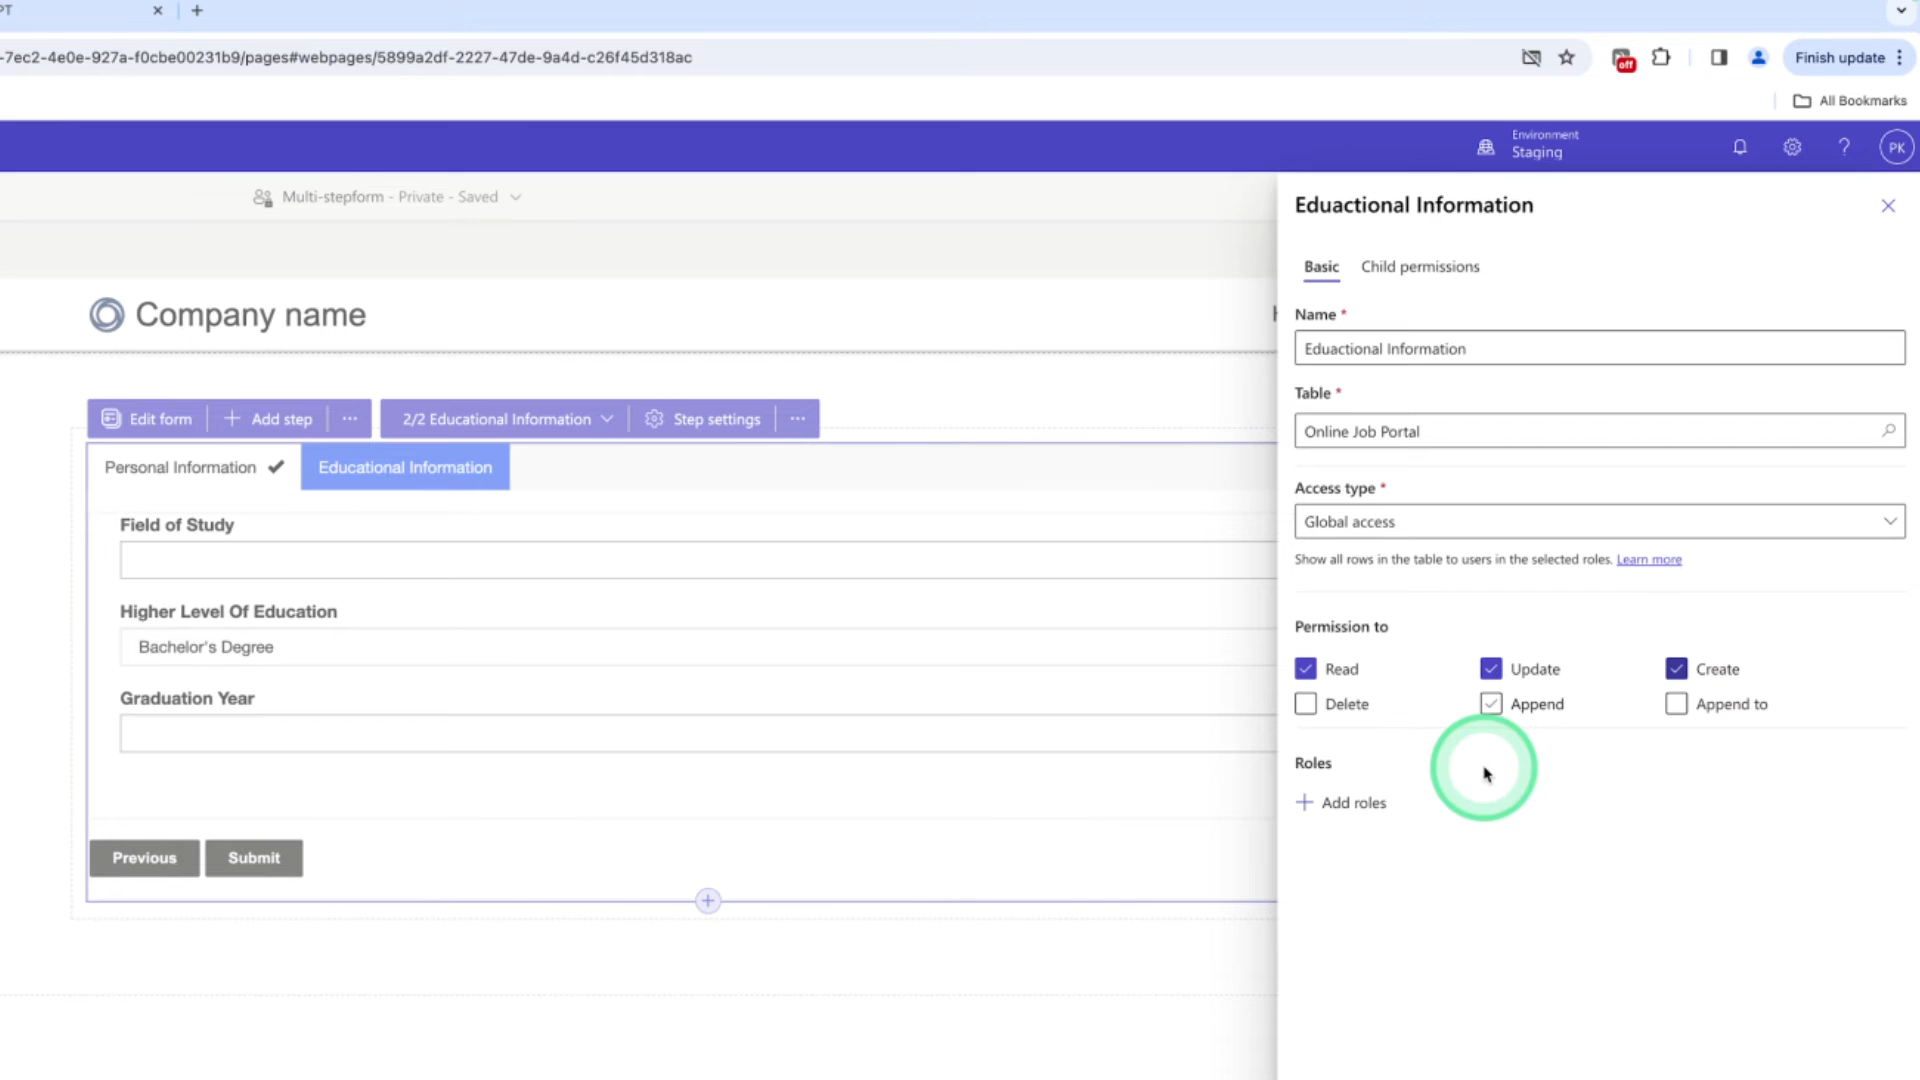 PT
-7ec2-4e0e-927a-f0cbe00231b9/pages#webpages/5899a2df-2227-47de-9a4d-c26f45d318ac
off
Finish update
All Bookmarks
Environment
Staging
PK
Multi-stepform - Private - Saved
Company name
Edit form
Add step
2/2 Educational Information
Step settings
Personal Information
Educational Information
Field of Study
Higher Level Of Education
Bachelor's Degree
Graduation Year
Previous
Submit
Eduactional Information
Basic
Child permissions
Name *
Eduactional Information
Table *
Online Job Portal
Access type *
Global access
Show all rows in the table to users in the selected roles. Learn more
Permission to
Read
Update
Create
Delete
Append
Append to
Roles
Add roles